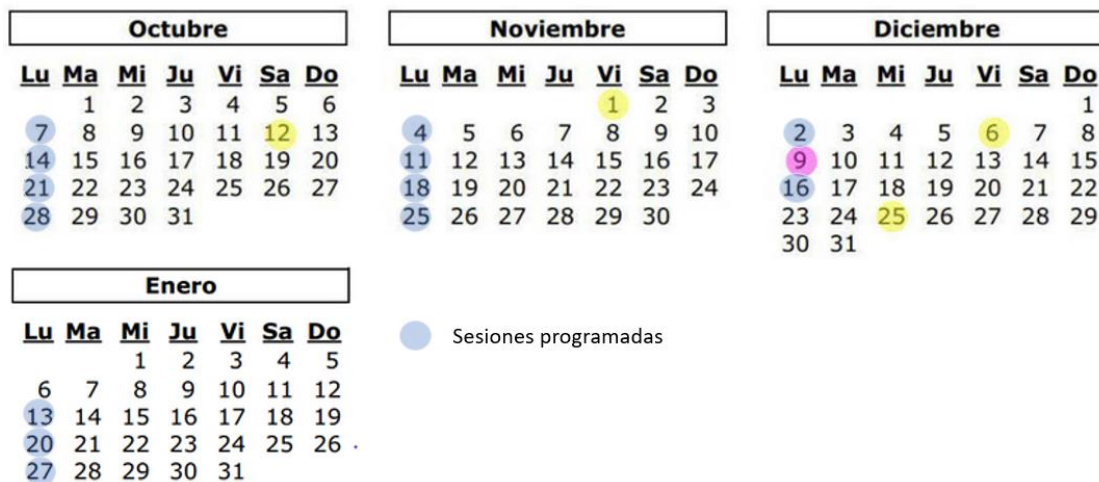 Octubre
Lu Ma Mi Ju Vi Sa Do
1 2 3 4 5 6
7 8 9 10 11 12 13
14 15 16 17 18 19 20
21 22 23 24 25 26 27
28 29 30 31
Noviembre
Lu Ma Mi Ju Vi Sa Do
1 2 3
4 5 6 7 8 9 10
11 12 13 14 15 16 17
18 19 20 21 22 23 24
25 26 27 28 29 30
Diciembre
Lu Ma Mi Ju Vi Sa Do
1
2 3 4 5 6 7 8
9 10 11 12 13 14 15
16 17 18 19 20 21 22
23 24 25 26 27 28 29
30 31
Enero
Lu Ma Mi Ju Vi Sa Do
1 2 3 4 5
6 7 8 9 10 11 12
13 14 15 16 17 18 19
20 21 22 23 24 25 26
27 28 29 30 31
Sesiones programadas